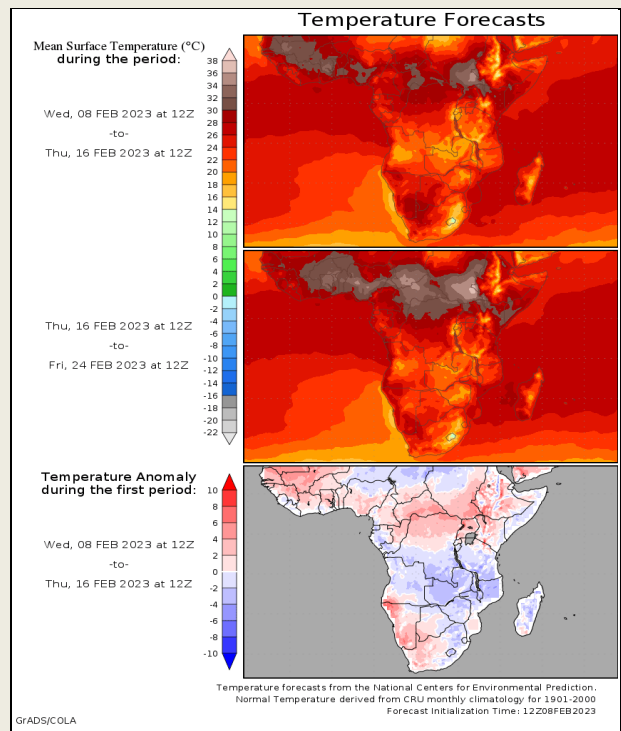 Temperature Forecasts
Mean Surface Temperature (°C)
during the period:
Wed, 08 FEB 2023 at 12Z
-to-
Thu, 16 FEB 2023 at 12Z
38
36
34
32
30
28
26
24
22
20
18
16
14
12
10
8
6
4
2
0
-2
-4
-6
-8
-10
-12
-14
-16
-18
-20
-22
Thu, 16 FEB 2023 at 12Z
-to-
Fri, 24 FEB 2023 at 12Z
Temperature Anomaly
during the first period:
Wed, 08 FEB 2023 at 12Z
-to-
Thu, 16 FEB 2023 at 12Z
10
8
6
4
2
0
-2
-4
-6
-8
-10
Temperature forecasts from the National Centers for Environmental Prediction.
Normal Temperature derived from CRU monthly climatology for 1901-2000
Forecast Initialization Time: 12Z08FEB2023
GrADS/COLA